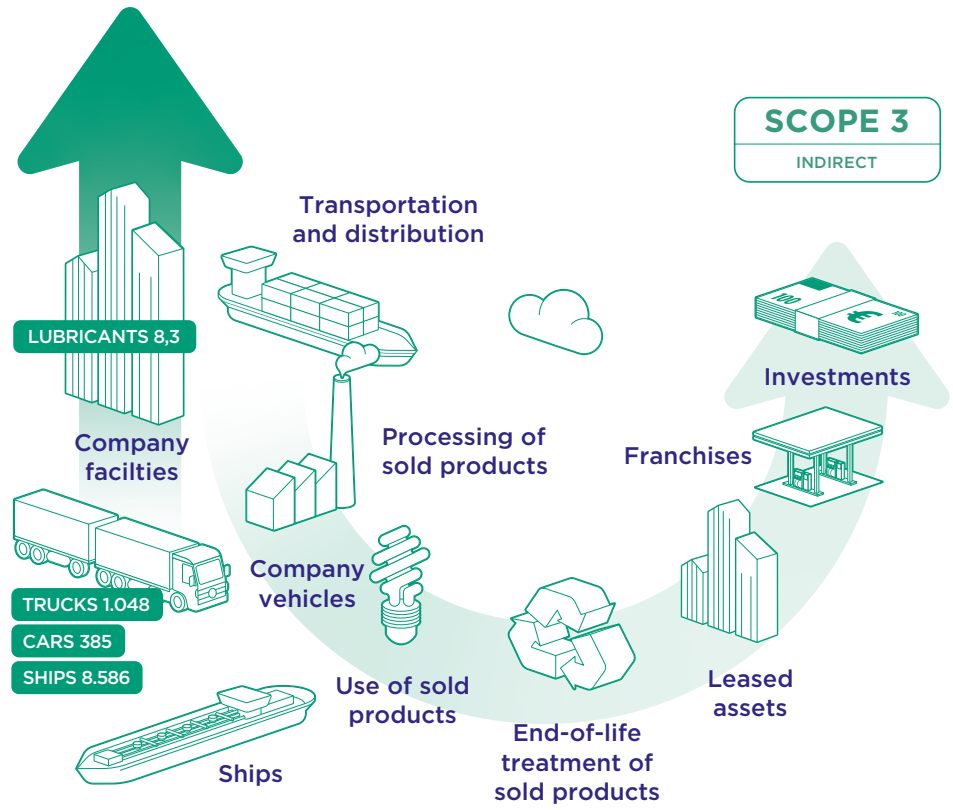 SCOPE 3
INDIRECT
Transportation
and distribution
LUBRICANTS 8,3
100
€
Investments
Company
facilties
Processing of
sold products
Franchises
Company
vehicles
TRUCKS 1.048
CARS 385
SHIPS 8.586
Use of sold
products
Leased
assets
End-of-life
treatment of
sold products
Ships